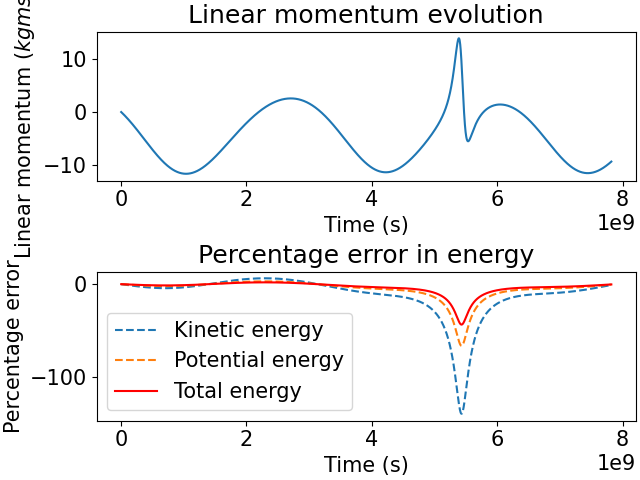 Linear momentum evolution
Linear momentum (kgms
10
0
−10
0
2
4
6
8
1e9
Time (s)
Percentage error in energy
Percentage error
0
−100
Kinetic energy
Potential energy
Total energy
0
2
4
6
8
1e9
Time (s)